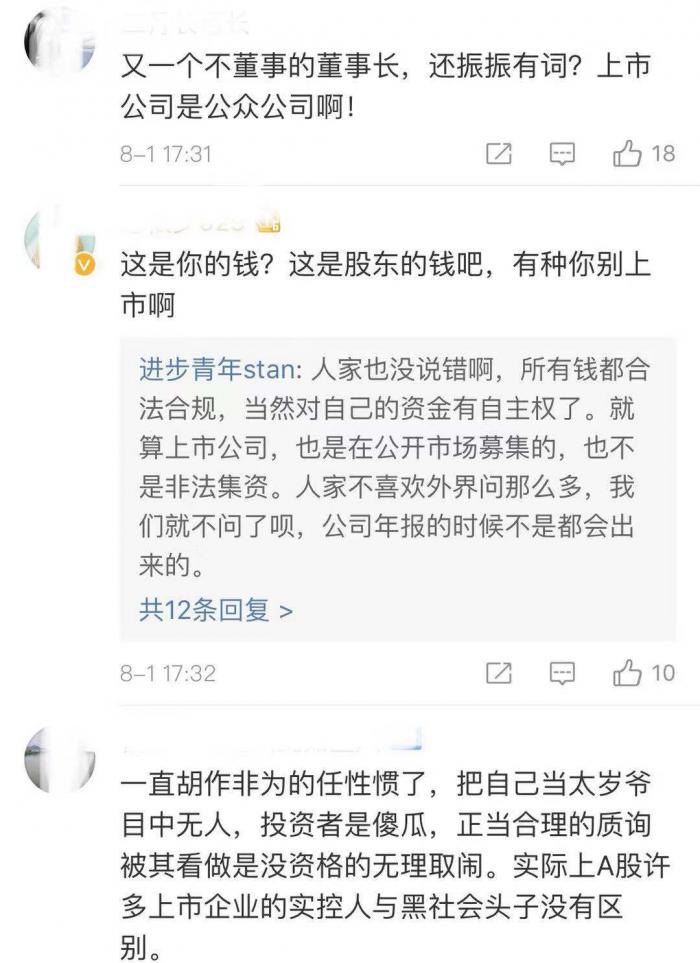 又一个不董事的董事长，还振振有词？上市
公司是公众公司啊！
8-1 17:31
18
这是你的钱？这是股东的钱吧，有种你别上
市啊
进步青年stan: 人家也没说错啊，所有钱都合
法合规，当然对自己的资金有自主权了。就
算上市公司，也是在公开市场募集的，也不
是非法集资。人家不喜欢外界问那么多，我
们就不问了呗，公司年报的时候不是都会出
来的。
共12条回复 >
8-1 17:32
10
一直胡作非为的任性惯了，把自己当太岁爷
目中无人，投资者是傻瓜，正当合理的质询
被其看做是没资格的无理取闹。实际上A股许
多上市企业的实控人与黑社会头子没有区
别。